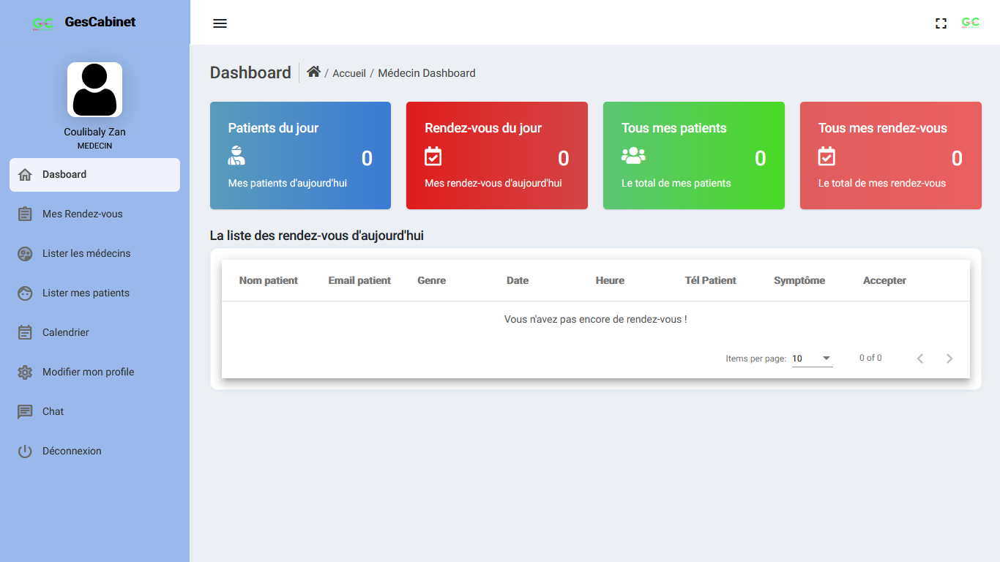 GC GesCabinet
Coulibaly Zan
MEDECIN
Dasboard
Mes Rendez-vous
Lister les médecins
Lister mes patients
Calendrier
Modifier mon profile
Chat
Déconnexion
GC
Dashboard / Accueil / Médecin Dashboard
Patients du jour
0
Mes patients d'aujourd'hui
Rendez-vous du jour
0
Mes rendez-vous d'aujourd'hui
Tous mes patients
0
Le total de mes patients
Tous mes rendez-vous
0
Le total de mes rendez-vous
La liste des rendez-vous d'aujourd'hui
Nom patient Email patient Genre Date Heure Tél Patient Symptôme Accepter
Vous n'avez pas encore de rendez-vous !
Items per page: 10 0 of 0